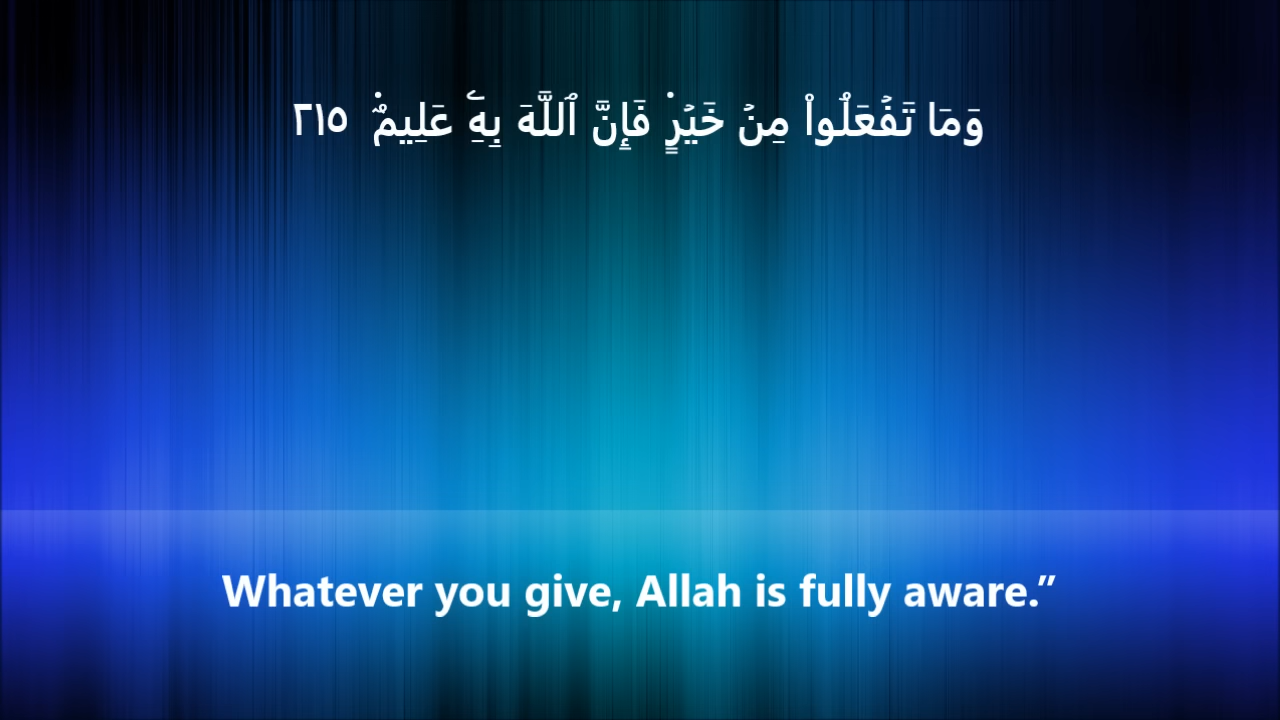 وَمَا تَفۡعَلُواْ مِنۡ خَيۡرٖ فَإِنَّ ٱللَّهَ بِهِۦ عَلِيمٞ ٢١٥
Whatever you give, Allah is fully aware.”